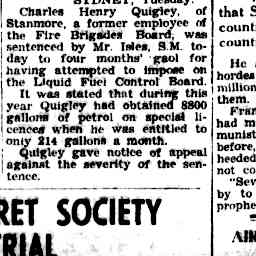 SYDNEY, Tuesday.
Charles Henry Quigley, of
Stanmore, a former employee of
the Fire Brigades Board, was
sentenced by Mr. Isles, S.M. to-
day to four months' gaol for
having attempted to impose on
the Liquid Fuel Control Board.
It was stated that during this
year Quigley had obtained 8800
gallons of petrol on special li-
cences when he was entitled to
only 214 gallons a month.
Quigley gave notice of appeal
against the severity of the sen-
tence.
RET SOCIETY
TRIAL
that S
count
count
He
hordes
million
them.
Fran
had m
munist
before,
heeded
not co
"Sev
by to
prophe